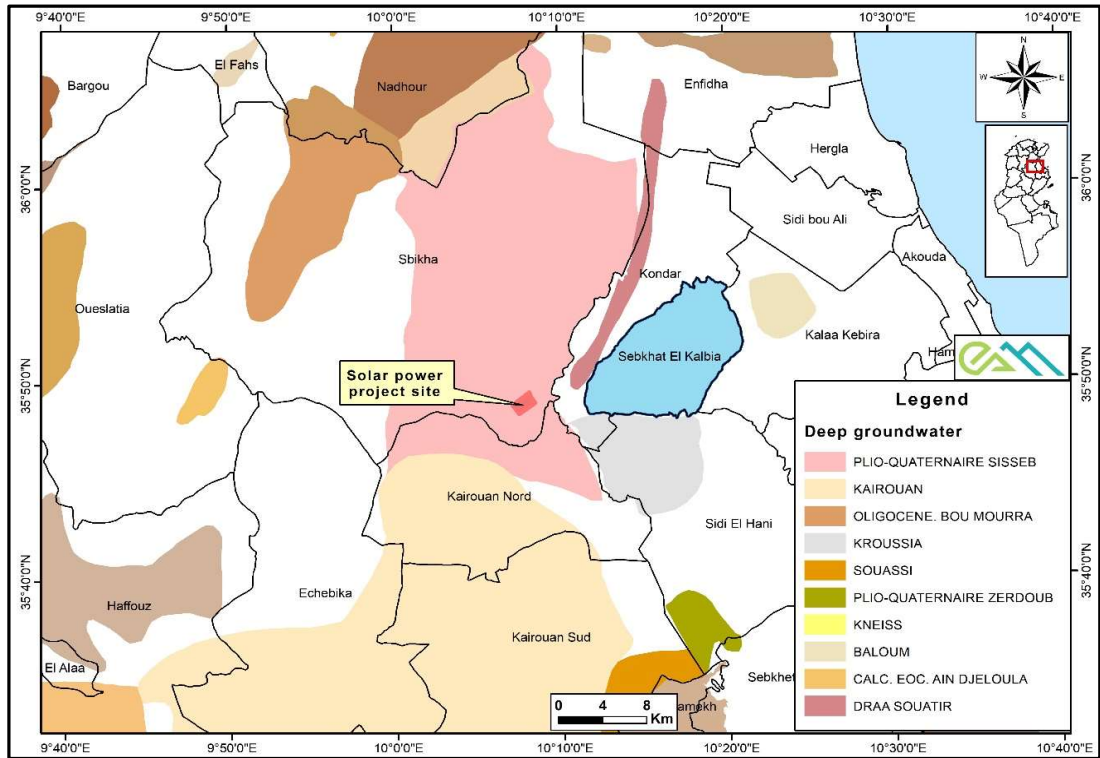 9°40'0"E
9°50'0"E
10°0'0"E
10°10'0"E
10°20'0"E
10°30'0"E
10°40'0"E
Bargou
El Fahs
Nadhour
Enfidha
N
W
E
S
Hergla
36°0'0"N
36°0'0"N
Sidi bou Ali
Sbikha
Kondar
Akouda
Oueslatia
Kalaa Kebira
Sebkhat El Kalbia
Ham
Solar power
project site
35°50'0"N
35°50'0"N
Legend
Deep groundwater
PLIO-QUATERNAIRE SISSEB
KAIROUAN
OLIGOCENE. BOU MOURRA
KROUSSIA
SOUASSI
PLIO-QUATERNAIRE ZERDOUB
KNEISS
BALOUM
CALC. EOC. AIN DJELOULA
DRAA SOUATIR
Kairouan Nord
Sidi El Hani
35°40'0"N
35°40'0"N
Echebika
Haffouz
Kairouan Sud
El Alaa
Sebkhet
amekh
0 4 8
Km
9°40'0"E
9°50'0"E
10°0'0"E
10°10'0"E
10°20'0"E
10°30'0"E
10°40'0"E